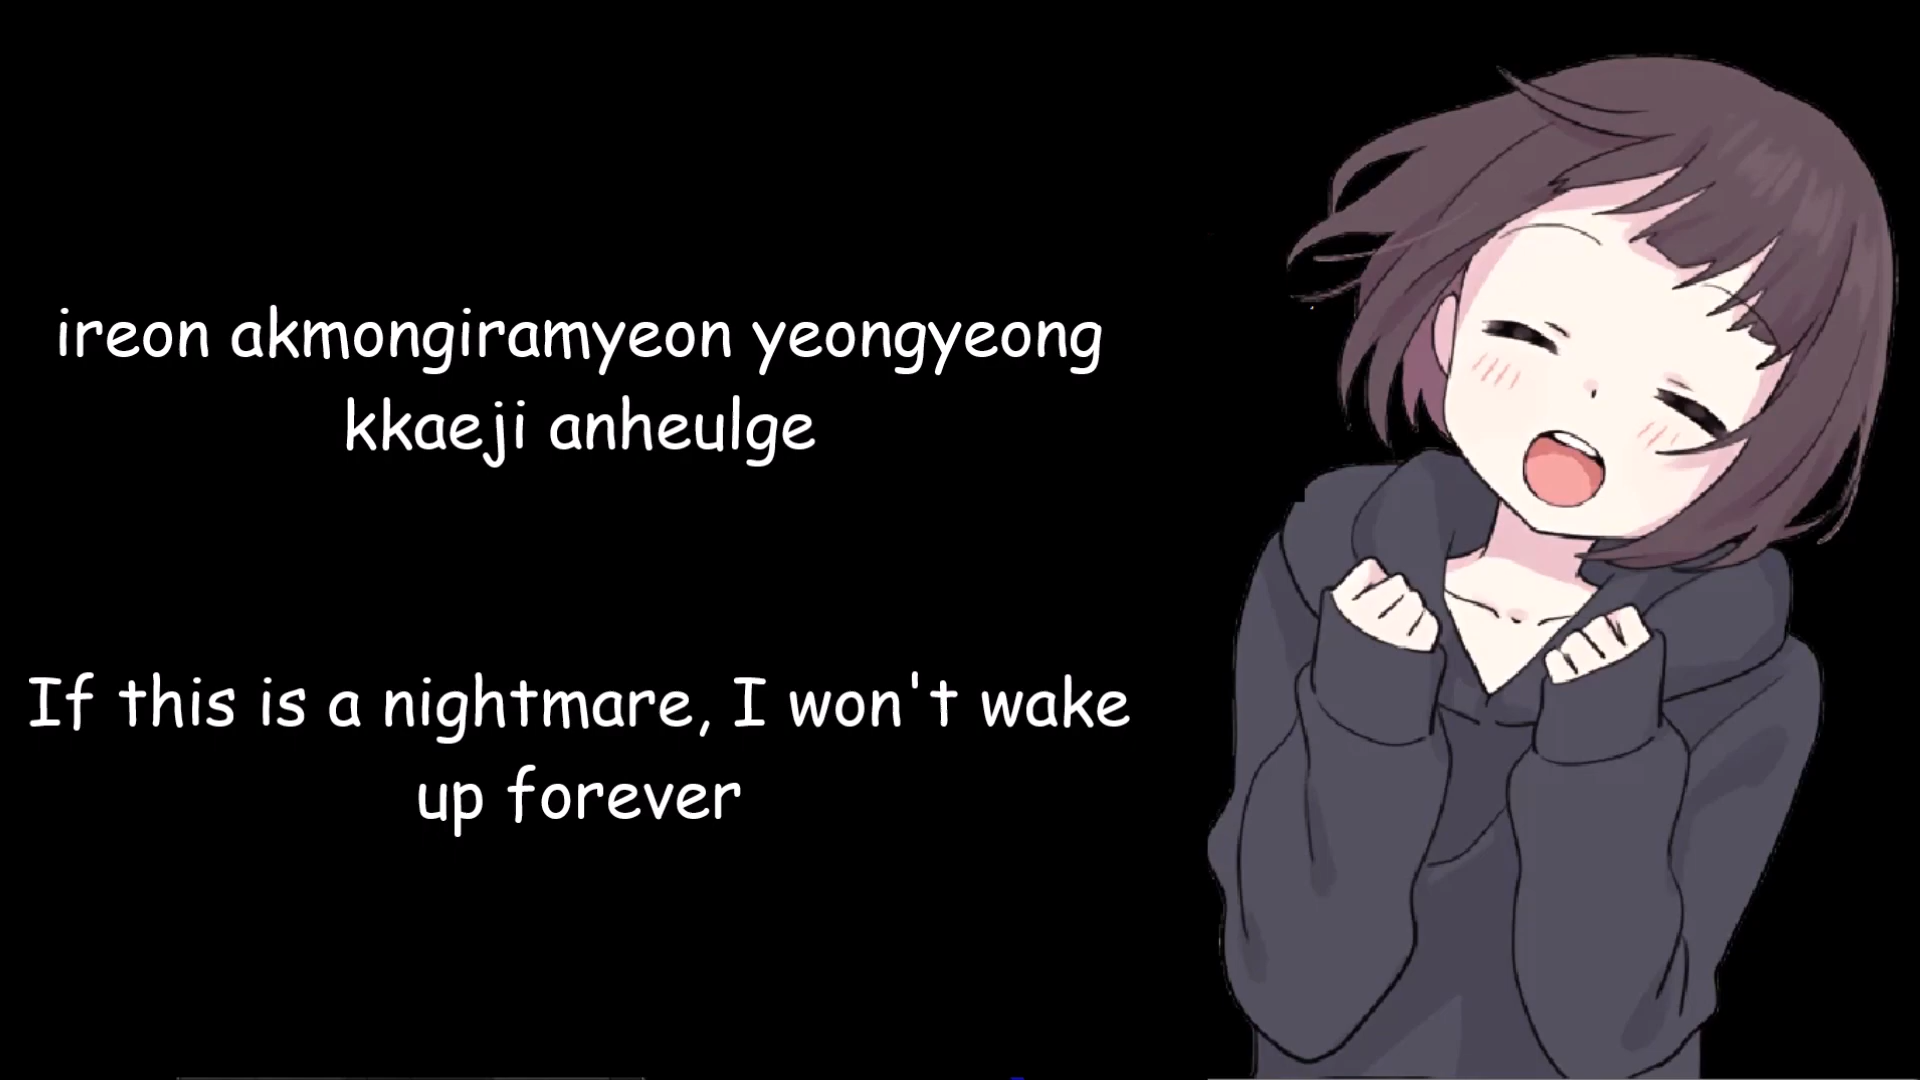 ireon akmongiramyeon yeongyeong
kkaeji anheulge
If this is a nightmare, I won't wake
up forever